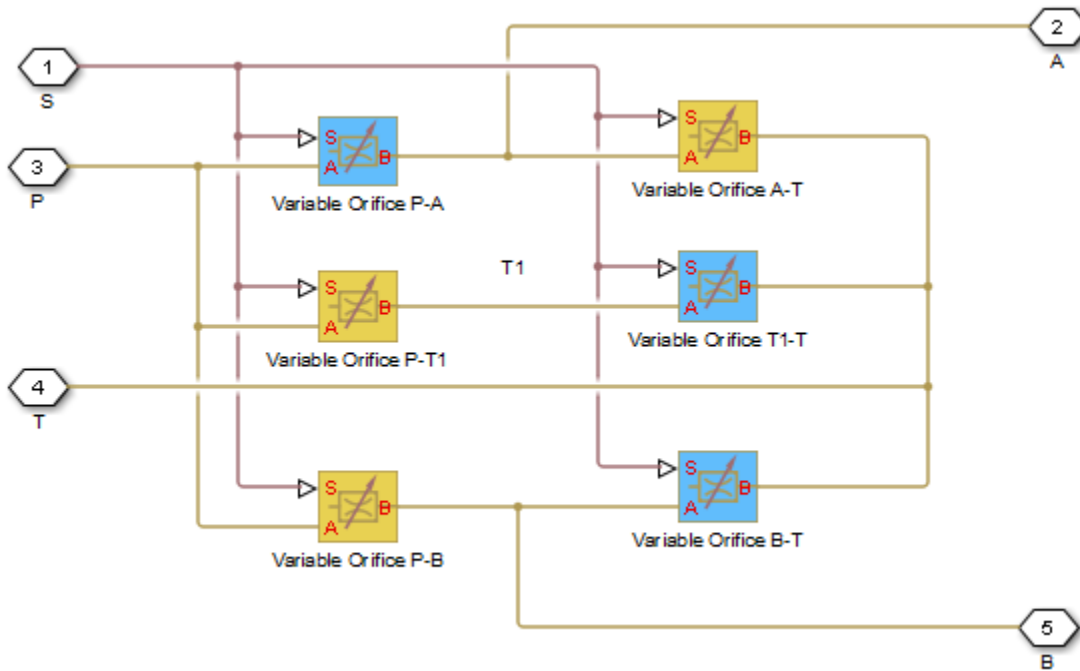 2
A
1
S
S
A
B
Variable Orifice P-A
S
A
B
Variable Orifice A-T
3
P
T1
S
A
B
Variable Orifice P-T1
S
A
B
Variable Orifice T1-T
4
T
S
A
B
Variable Orifice P-B
S
A
B
Variable Orifice B-T
5
B